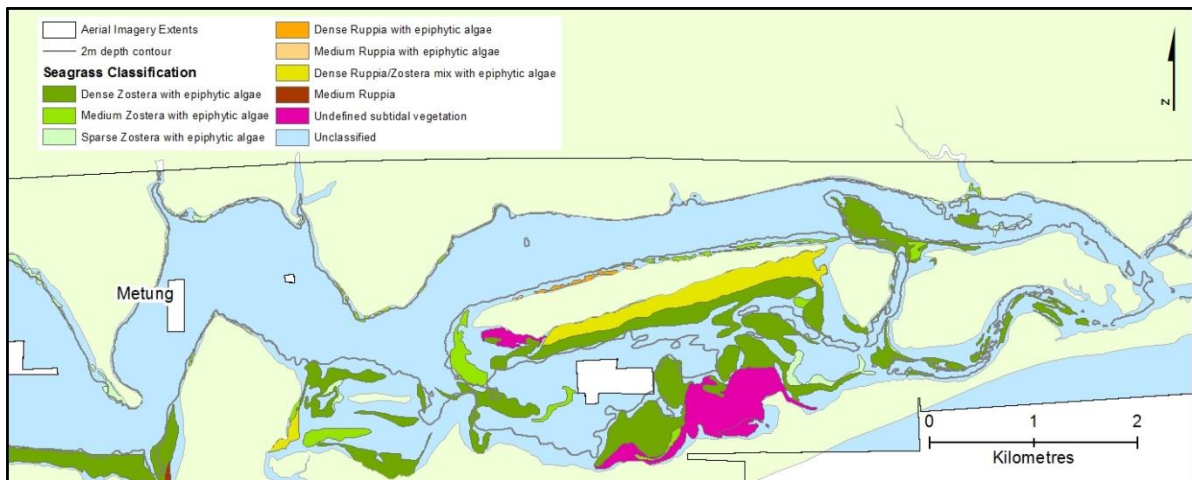 Aerial Imagery Extents
2m depth contour
Seagrass Classification
Dense Zostera with epiphytic algae
Medium Zostera with epiphytic algae
Sparse Zostera with epiphytic algae
Dense Ruppia with epiphytic algae
Medium Ruppia with epiphytic algae
Dense Ruppia/Zostera mix with epiphytic algae
Medium Ruppia
Undefined subtidal vegetation
Unclassified
N
Metung
0 1 2
Kilometres